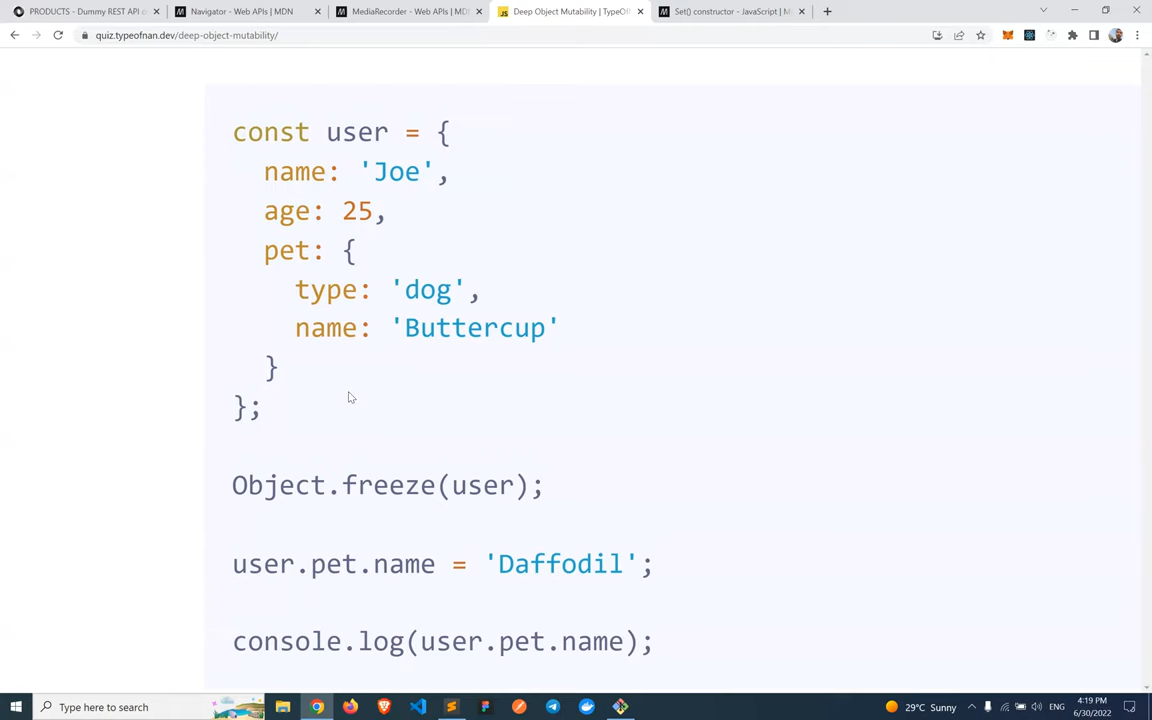 PRODUCTS - Dummy REST API o
Navigator - Web APIs | MDN
MediaRecorder - Web APIs | MDN
Deep Object Mutability | TypeOf
Set() constructor - JavaScript | M
quiz.typeofnan.dev/deep-object-mutability/
const user = {
name: 'Joe',
age: 25,
pet: {
type: 'dog',
name: 'Buttercup'
}
};
Object.freeze(user);
user.pet.name = 'Daffodil';
console.log(user.pet.name);
Type here to search
29°C Sunny
ENG
4:19 PM
6/30/2022